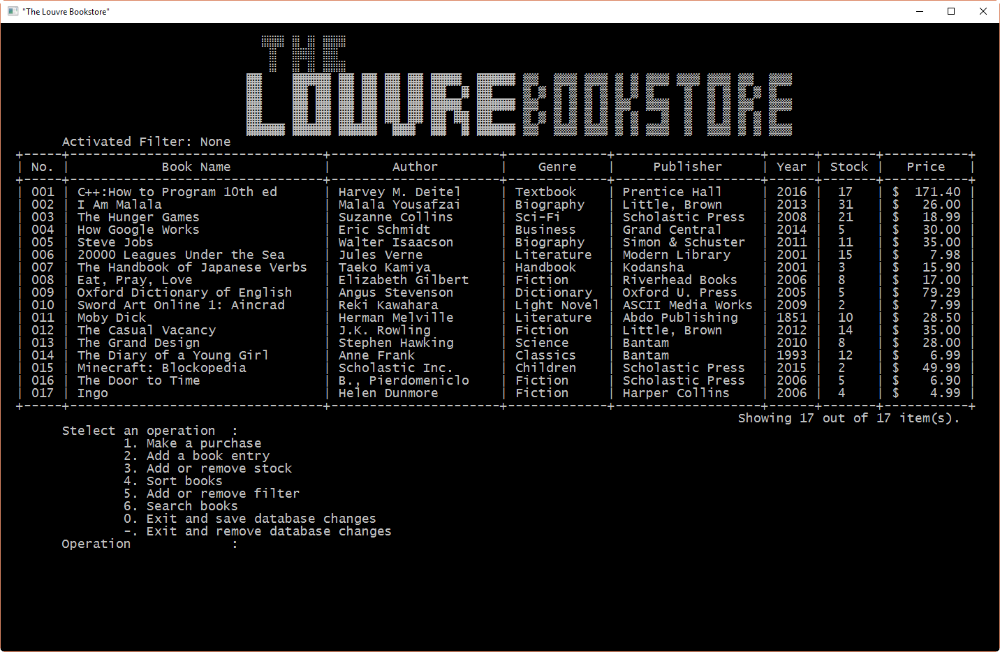 "The Louvre Bookstore"
THE
LOUVRE BOOKSTORE
Activated Filter: None
+-----+---------------------------------+----------------------+-------------+-------------------+------+-------+-----------+
| No. |            Book Name            |        Author        |    Genre    |     Publisher     | Year | Stock |   Price   |
+-----+---------------------------------+----------------------+-------------+-------------------+------+-------+-----------+
| 001 | C++:How to Program 10th ed      | Harvey M. Deitel     | Textbook    | Prentice Hall     | 2016 |  17   | $  171.40 |
| 002 | I Am Malala                     | Malala Yousafzai     | Biography   | Little, Brown     | 2013 |  31   | $   26.00 |
| 003 | The Hunger Games                | Suzanne Collins      | Sci-Fi      | Scholastic Press  | 2008 |  21   | $   18.99 |
| 004 | How Google Works                | Eric Schmidt         | Business    | Grand Central     | 2014 |  5    | $   30.00 |
| 005 | Steve Jobs                      | Walter Isaacson      | Biography   | Simon & Schuster  | 2011 |  11   | $   35.00 |
| 006 | 20000 Leagues Under the Sea     | Jules Verne          | Literature  | Modern Library    | 2001 |  15   | $    7.98 |
| 007 | The Handbook of Japanese Verbs  | Taeko Kamiya         | Handbook    | Kodansha          | 2001 |  3    | $   15.90 |
| 008 | Eat, Pray, Love                 | Elizabeth Gilbert    | Fiction     | Riverhead Books   | 2006 |  8    | $   17.00 |
| 009 | Oxford Dictionary of English    | Angus Stevenson      | Dictionary  | Oxford U. Press   | 2005 |  5    | $   79.29 |
| 010 | Sword Art Online 1: Aincrad     | Reki Kawahara        | Light Novel | ASCII Media Works | 2009 |  2    | $    7.99 |
| 011 | Moby Dick                       | Herman Melville      | Literature  | Abdo Publishing   | 1851 |  10   | $   28.50 |
| 012 | The Casual Vacancy              | J.K. Rowling         | Fiction     | Little, Brown     | 2012 |  14   | $   35.00 |
| 013 | The Grand Design                | Stephen Hawking      | Science     | Bantam            | 2010 |  8    | $   28.00 |
| 014 | The Diary of a Young Girl       | Anne Frank           | Classics    | Bantam            | 1993 |  12   | $    6.99 |
| 015 | Minecraft: Blockopedia          | Scholastic Inc.      | Children    | Scholastic Press  | 2015 |  2    | $   49.99 |
| 016 | The Door to Time                | B., Pierdomeniclo    | Fiction     | Scholastic Press  | 2006 |  5    | $    6.90 |
| 017 | Ingo                            | Helen Dunmore        | Fiction     | Harper Collins    | 2006 |  4    | $    4.99 |
+-----+---------------------------------+----------------------+-------------+-------------------+------+-------+-----------+
Showing 17 out of 17 item(s).
Stelect an operation  :
1. Make a purchase
2. Add a book entry
3. Add or remove stock
4. Sort books
5. Add or remove filter
6. Search books
0. Exit and save database changes
-. Exit and remove database changes
Operation             :